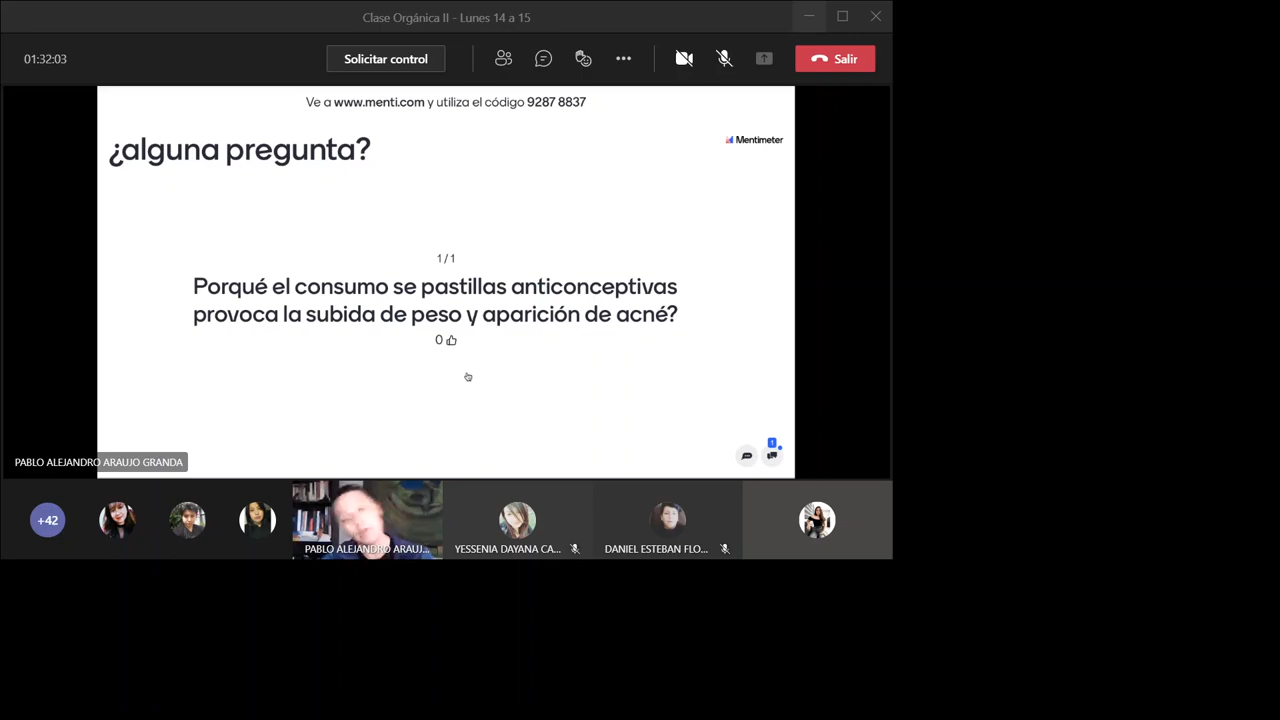 Clase Orgánica II - Lunes 14 a 15
01:32:03
Solicitar control
Salir
Ve a www.menti.com y utiliza el código 9287 8837
¿alguna pregunta?
Mentimeter
1 / 1
Porqué el consumo se pastillas anticonceptivas
provoca la subida de peso y aparición de acné?
0
1
PABLO ALEJANDRO ARAUJO GRANDA
+42
PABLO ALEJANDRO ARAUJ...
YESSENIA DAYANA CA...
DANIEL ESTEBAN FLO...